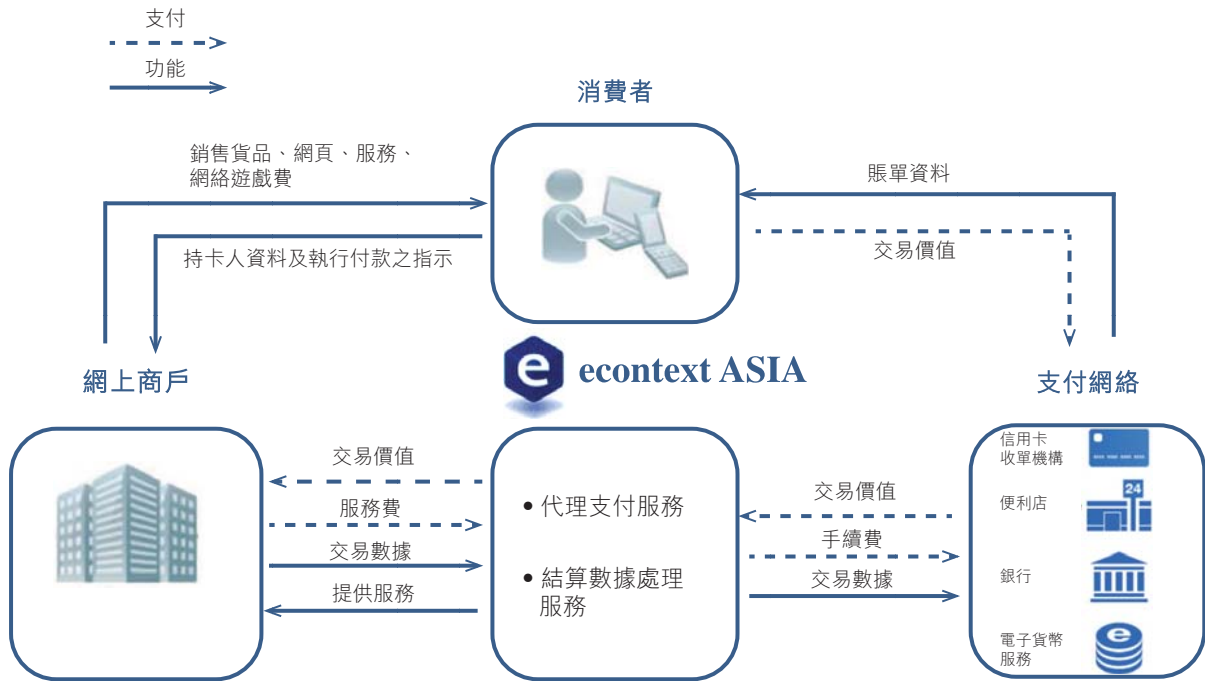 支付
功能
消費者
銷售貨品、網頁、服務、
網絡遊戲費
賬單資料
持卡人資料及執行付款之指示
交易價值
e econtext ASIA
網上商戶
支付網絡
交易價值
服務費
交易數據
提供服務
• 代理支付服務
• 結算數據處理
服務
交易價值
手續費
交易數據
信用卡
收單機構
便利店
24
銀行
電子貨幣
服務
e